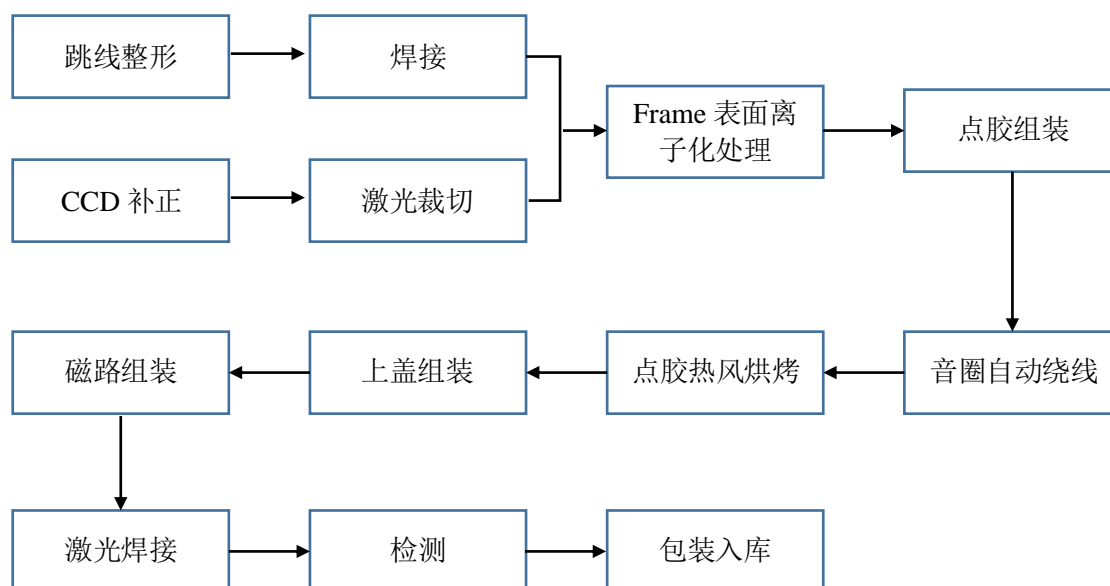 跳线整形
焊接
Frame 表面离
子化处理
点胶组装
CCD 补正
激光裁切
磁路组装
上盖组装
点胶热风烘烤
音圈自动绕线
激光焊接
检测
包装入库